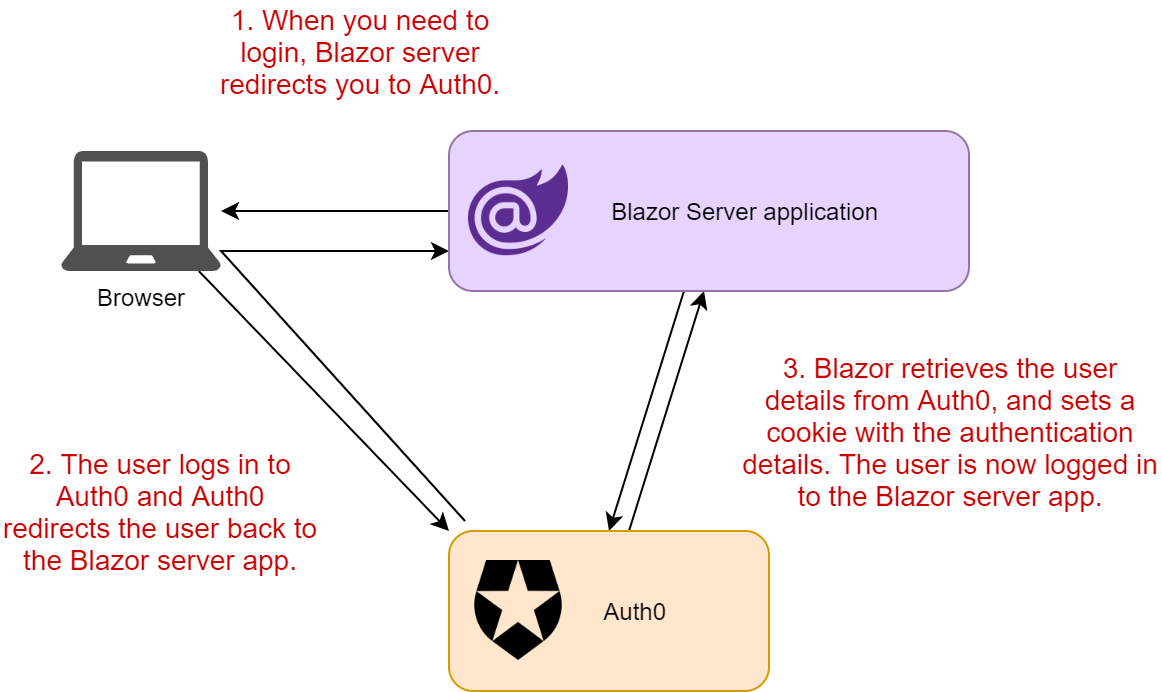 1. When you need to
login, Blazor server
redirects you to Auth0.
Blazor Server application
Browser
3. Blazor retrieves the user
details from Auth0, and sets a
cookie with the authentication
details. The user is now logged in
to the Blazor server app.
2. The user logs in to
Auth0 and Auth0
redirects the user back to
the Blazor server app.
Auth0